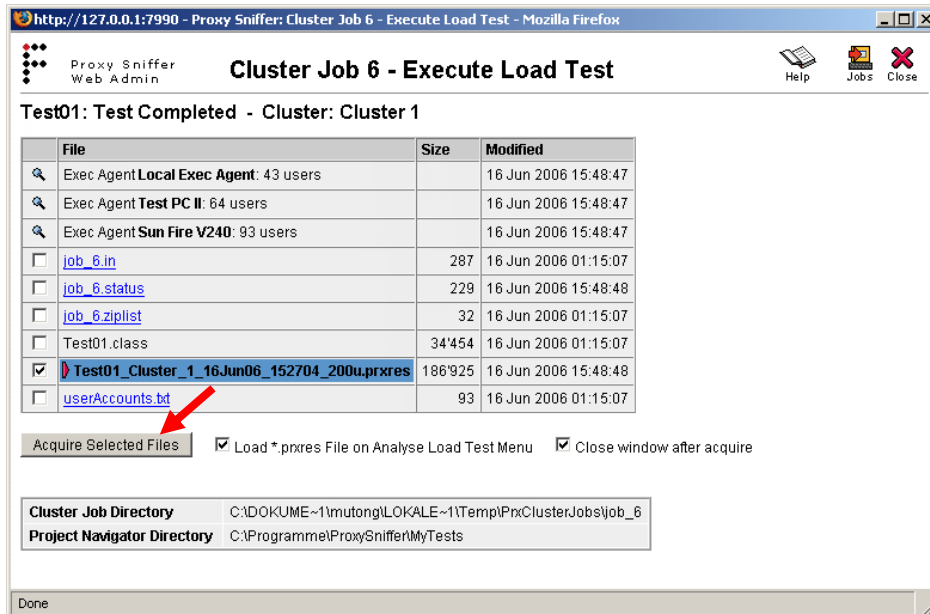 http://127.0.0.1:7990 - Proxy Sniffer: Cluster Job 6 - Execute Load Test - Mozilla Firefox
Proxy Sniffer
Web Admin
Cluster Job 6 - Execute Load Test
Help Jobs Close
Test01: Test Completed - Cluster: Cluster 1
File Size Modified
Exec Agent Local Exec Agent: 43 users 16 Jun 2006 15:48:47
Exec Agent Test PC II: 64 users 16 Jun 2006 15:48:47
Exec Agent Sun Fire V240: 93 users 16 Jun 2006 15:48:47
job_6.in 287 16 Jun 2006 01:15:07
job_6.status 229 16 Jun 2006 15:48:48
job_6.ziplist 32 16 Jun 2006 01:15:07
Test01.class 34'454 16 Jun 2006 01:15:07
Test01_Cluster_1_16Jun06_152704_200u.prxres 186'925 16 Jun 2006 15:48:48
userAccounts.txt 93 16 Jun 2006 01:15:07
Acquire Selected Files Load *.prxres File on Analyse Load Test Menu Close window after acquire
Cluster Job Directory C:\DOKUME~1\mutong\LOKALE~1\Temp\PrxClusterJobs\job_6
Project Navigator Directory C:\Programme\ProxySniffer\MyTests
Done